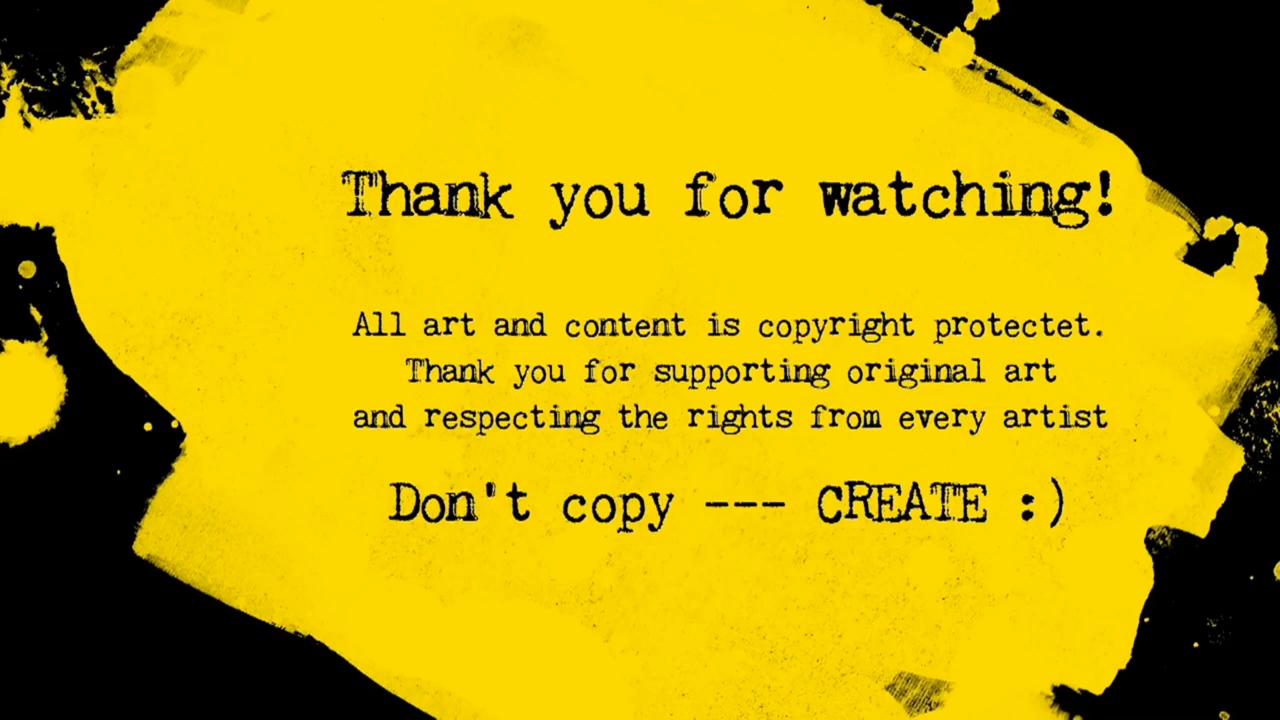 Thank you for watching!
All art and content is copyright protectet.
Thank you for supporting original art
and respecting the rights from every artist
Don't copy --- CREATE :)